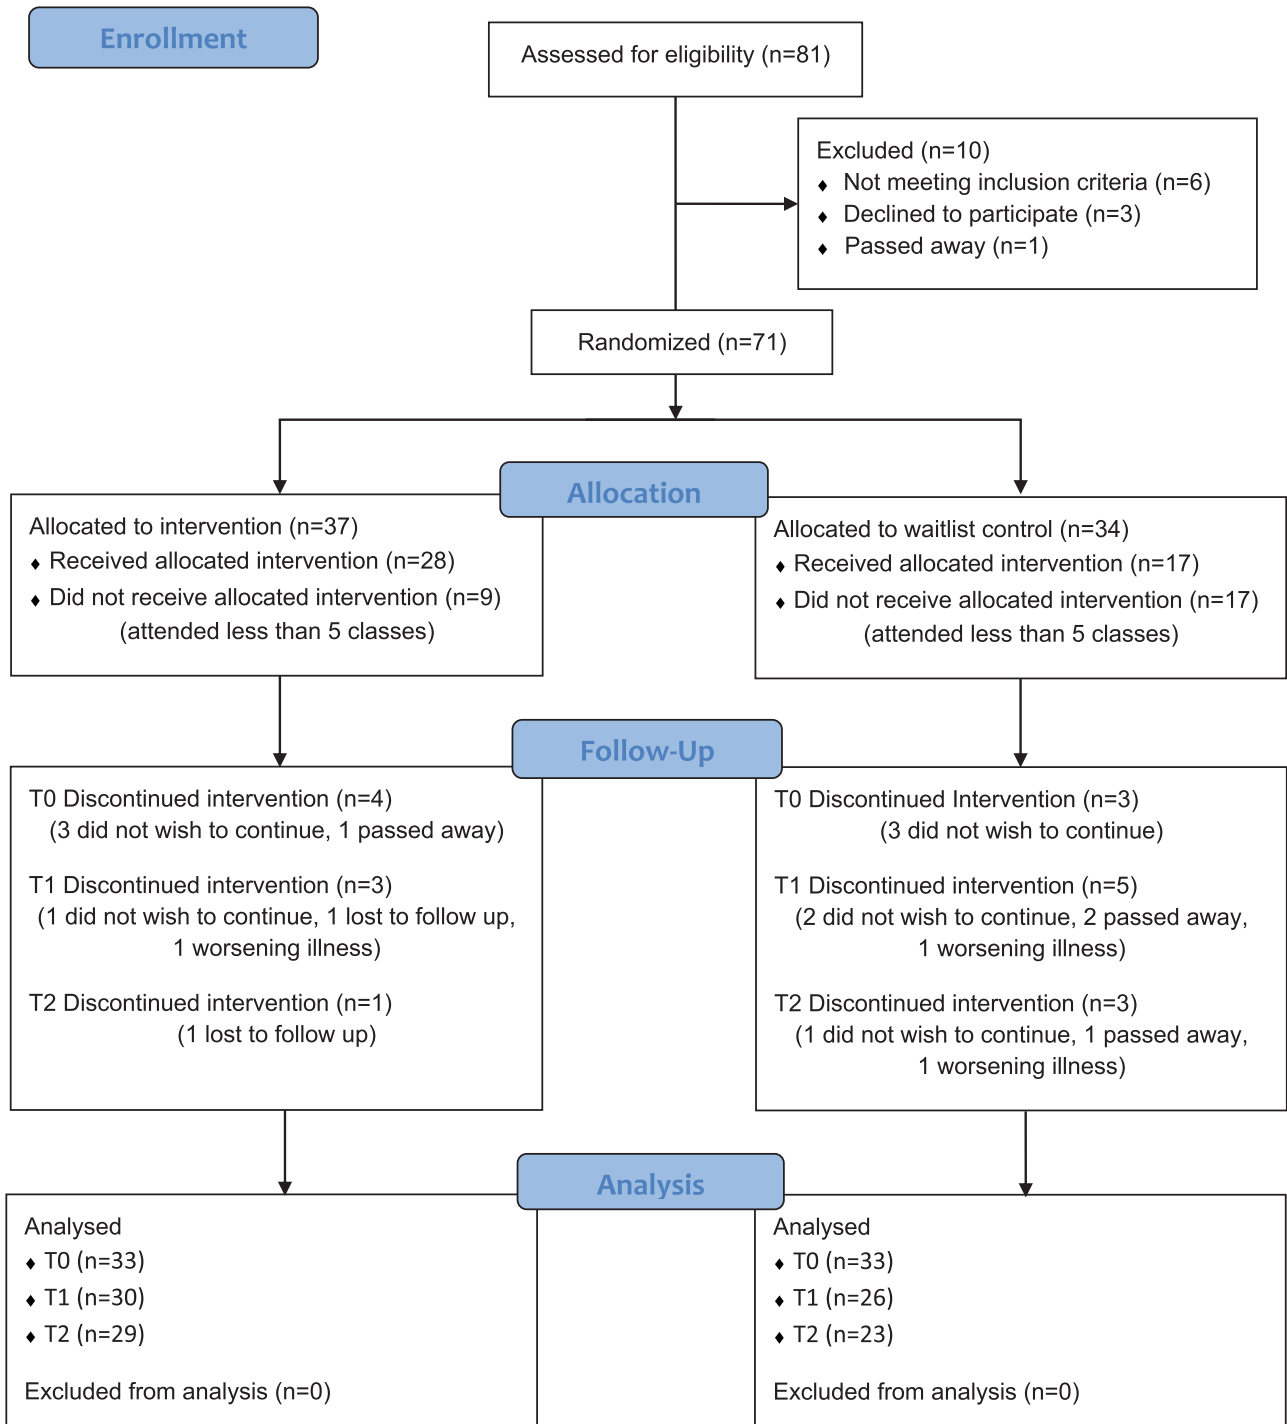 Enrollment
Assessed for eligibility (n=81)
Excluded (n=10)
♦ Not meeting inclusion criteria (n=6)
♦ Declined to participate (n=3)
♦ Passed away (n=1)
Randomized (n=71)
Allocation
Allocated to intervention (n=37)
♦ Received allocated intervention (n=28)
♦ Did not receive allocated intervention (n=9)
(attended less than 5 classes)
Allocated to waitlist control (n=34)
♦ Received allocated intervention (n=17)
♦ Did not receive allocated intervention (n=17)
(attended less than 5 classes)
Follow-Up
T0 Discontinued intervention (n=4)
(3 did not wish to continue, 1 passed away)
T1 Discontinued intervention (n=3)
(1 did not wish to continue, 1 lost to follow up,
1 worsening illness)
T2 Discontinued intervention (n=1)
(1 lost to follow up)
T0 Discontinued Intervention (n=3)
(3 did not wish to continue)
T1 Discontinued intervention (n=5)
(2 did not wish to continue, 2 passed away,
1 worsening illness)
T2 Discontinued intervention (n=3)
(1 did not wish to continue, 1 passed away,
1 worsening illness)
Analysis
Analysed
♦ T0 (n=33)
♦ T1 (n=30)
♦ T2 (n=29)
Excluded from analysis (n=0)
Analysed
♦ T0 (n=33)
♦ T1 (n=26)
♦ T2 (n=23)
Excluded from analysis (n=0)